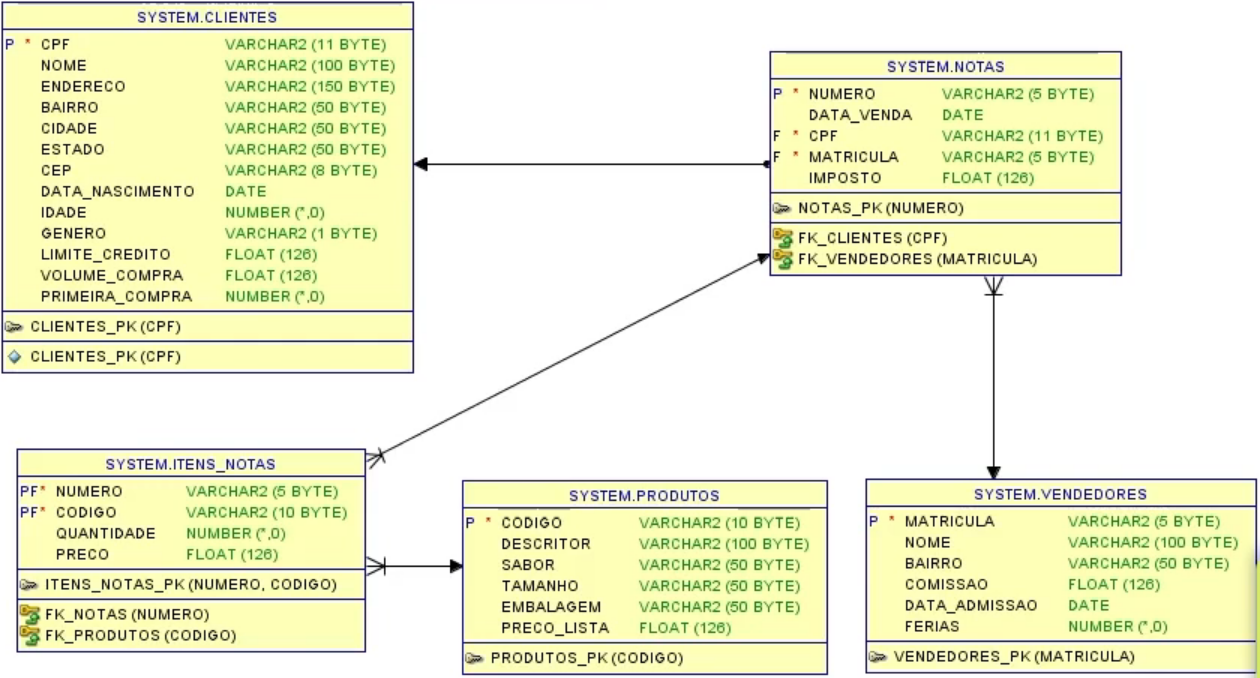 SYSTEM.CLIENTES
P * CPF VARCHAR2 (11 BYTE)
NOME VARCHAR2 (100 BYTE)
ENDERECO VARCHAR2 (150 BYTE)
BAIRRO VARCHAR2 (50 BYTE)
CIDADE VARCHAR2 (50 BYTE)
ESTADO VARCHAR2 (50 BYTE)
CEP VARCHAR2 (8 BYTE)
DATA_NASCIMENTO DATE
IDADE NUMBER (*,0)
GENERO VARCHAR2 (1 BYTE)
LIMITE_CREDITO FLOAT (126)
VOLUME_COMPRA FLOAT (126)
PRIMEIRA_COMPRA NUMBER (*,0)
CLIENTES_PK (CPF)
CLIENTES_PK (CPF)
SYSTEM.NOTAS
P * NUMERO VARCHAR2 (5 BYTE)
DATA_VENDA DATE
F * CPF VARCHAR2 (11 BYTE)
F * MATRICULA VARCHAR2 (5 BYTE)
IMPOSTO FLOAT (126)
NOTAS_PK (NUMERO)
FK_CLIENTES (CPF)
FK_VENDEDORES (MATRICULA)
SYSTEM.ITENS_NOTAS
PF* NUMERO VARCHAR2 (5 BYTE)
PF* CODIGO VARCHAR2 (10 BYTE)
QUANTIDADE NUMBER (*,0)
PRECO FLOAT (126)
ITENS_NOTAS_PK (NUMERO, CODIGO)
FK_NOTAS (NUMERO)
FK_PRODUTOS (CODIGO)
SYSTEM.PRODUTOS
P * CODIGO VARCHAR2 (10 BYTE)
DESCRITOR VARCHAR2 (100 BYTE)
SABOR VARCHAR2 (50 BYTE)
TAMANHO VARCHAR2 (50 BYTE)
EMBALAGEM VARCHAR2 (50 BYTE)
PRECO_LISTA FLOAT (126)
PRODUTOS_PK (CODIGO)
SYSTEM.VENDEDORES
P * MATRICULA VARCHAR2 (5 BYTE)
NOME VARCHAR2 (100 BYTE)
BAIRRO VARCHAR2 (50 BYTE)
COMISSAO FLOAT (126)
DATA_ADMISSAO DATE
FERIAS NUMBER (*,0)
VENDEDORES_PK (MATRICULA)